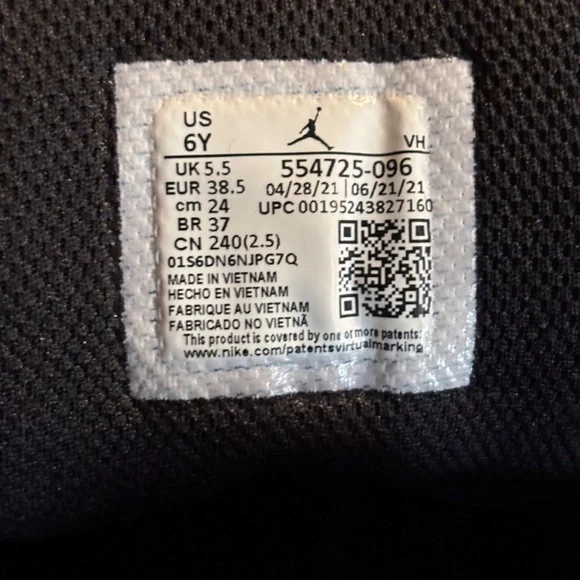 US
6Y
VH
UK 5.5
554725-096
EUR 38.5
04/28/21 | 06/21/21
cm 24
UPC 00195243827160
BR 37
CN 240(2.5)
01S6DN6NJPG7Q
MADE IN VIETNAM
HECHO EN VIETNAM
FABRIQUE AU VIETNAM
FABRICADO NO VIETNÃ
This product is covered by one or more patents:
www.nike.com/patentsvirtualmarking